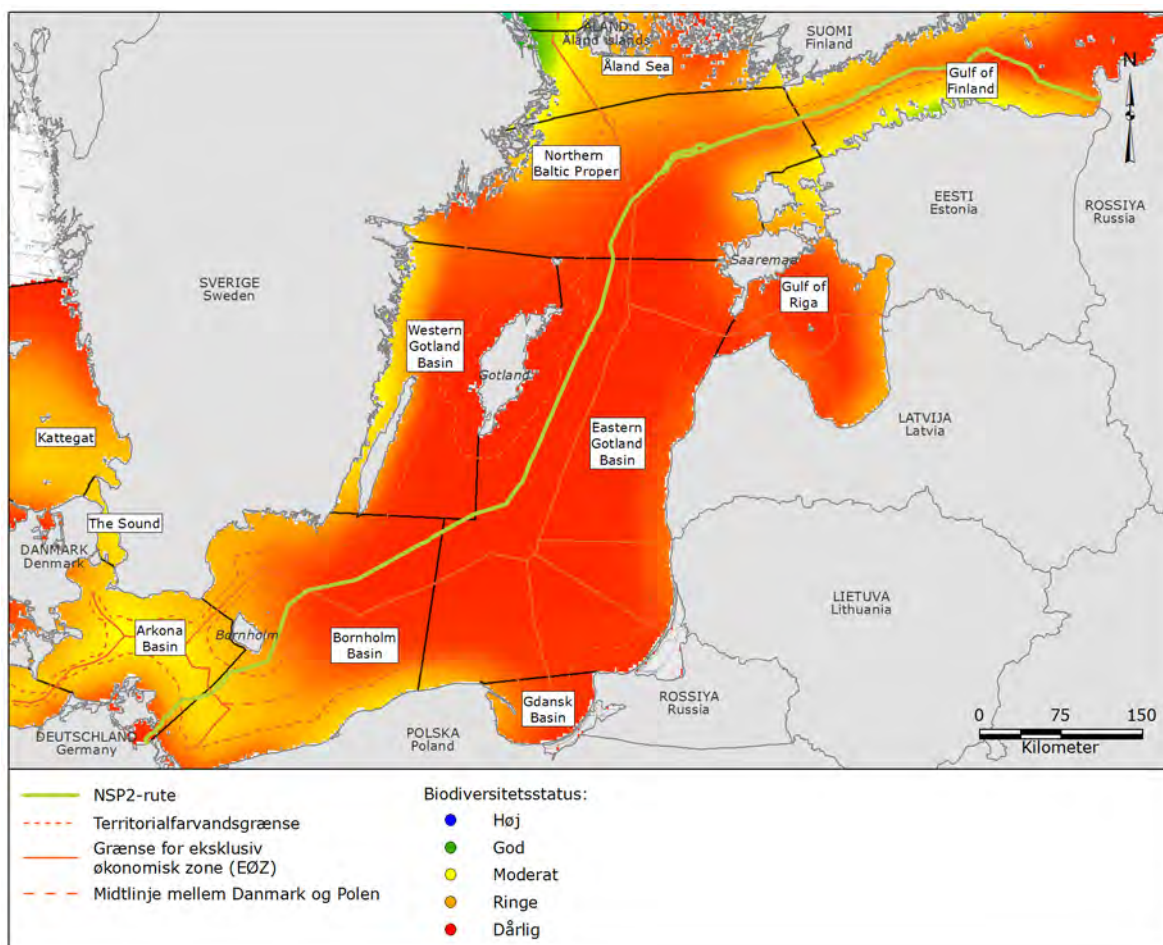 ÅLAND
Åland Islands
SUOMI
Finland
Åland Sea
N
Gulf of
Finland
Northern
Baltic Proper
EESTI
Estonia
ROSSIYA
Russia
SVERIGE
Sweden
Saaremaa
Gulf of
Riga
Western
Gotland
Basin
Gotland
LATVIJA
Latvia
Kattegat
Eastern
Gotland
Basin
The Sound
DANMARK
Denmark
LIETUVA
Lithuania
Arkona
Basin
Bornholm
Bornholm
Basin
Gdansk
Basin
ROSSIYA
Russia
DEUTSCHLAND
Germany
POLSKA
Poland
0 75 150
Kilometer
NSP2-rute
Territorialfarvandsgrænse
Grænse for eksklusiv
økonomisk zone (EØZ)
Midtlinje mellem Danmark og Polen
Biodiversitetsstatus:
Høj
God
Moderat
Ringe
Dårlig